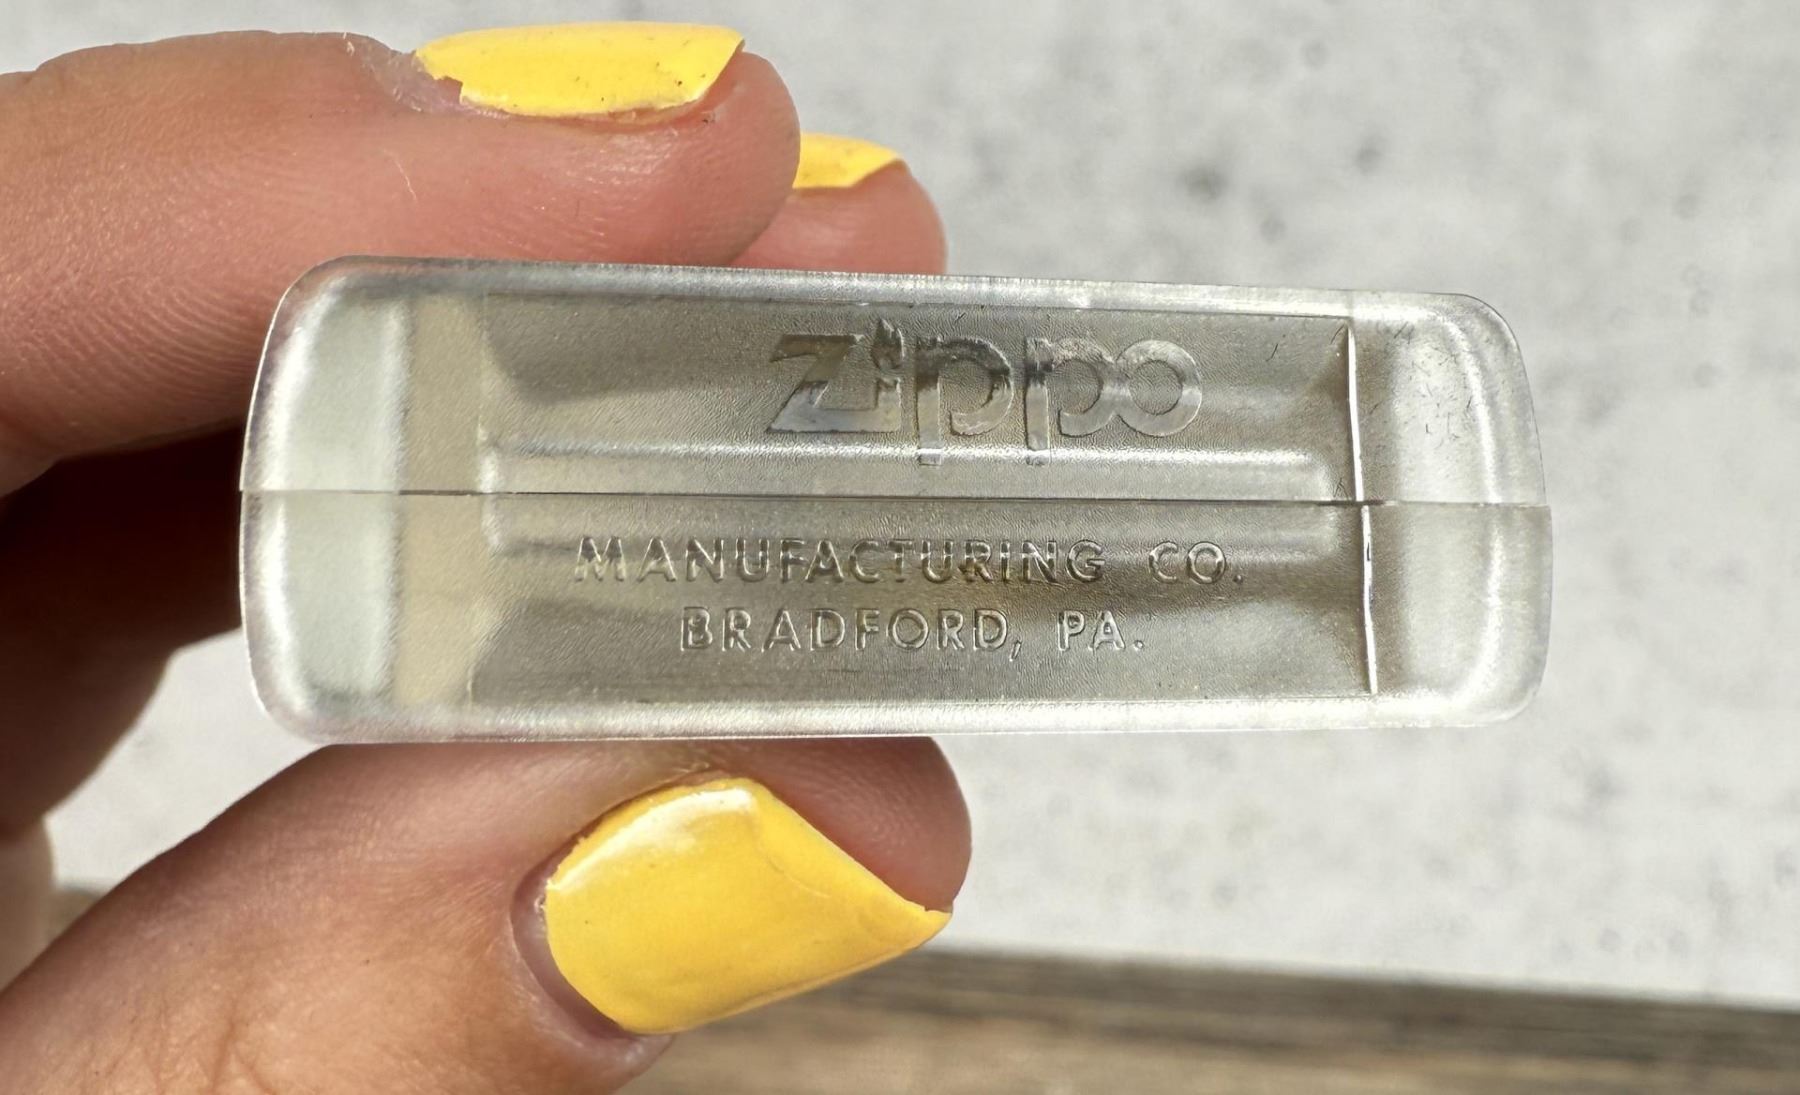 Zippo
MANUFACTURING CO.
BRADFORD, PA.